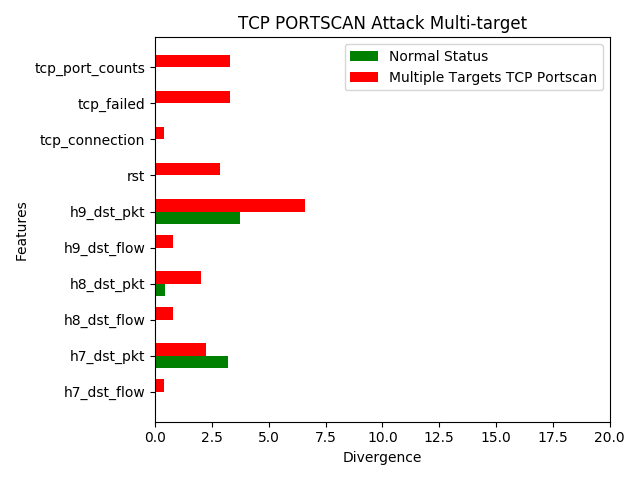 TCP PORTSCAN Attack Multi-target
Normal Status
Multiple Targets TCP Portscan
tcp_port_counts
tcp_failed
tcp_connection
rst
h9_dst_pkt
h9_dst_flow
h8_dst_pkt
h8_dst_flow
h7_dst_pkt
h7_dst_flow
Features
0.0 2.5 5.0 7.5 10.0 12.5 15.0 17.5 20.0
Divergence